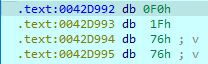 .text:0042D992 db 0F0h
.text:0042D993 db 1Fh
.text:0042D994 db 76h ; v
.text:0042D995 db 76h ; v